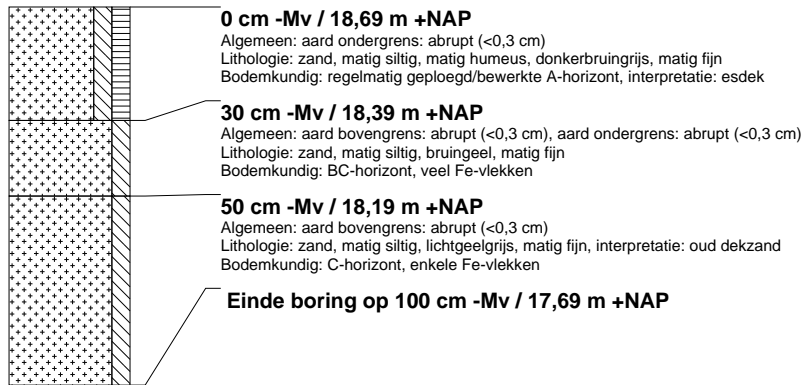 0 cm -Mv / 18,69 m +NAP
Algemeen: aard ondergrens: abrupt (<0,3 cm)
Lithologie: zand, matig siltig, matig humeus, donkerbruingrijs, matig fijn
Bodemkundig: regelmatig geploegd/bewerkte A-horizont, interpretatie: esdek
30 cm -Mv / 18,39 m +NAP
Algemeen: aard bovengrens: abrupt (<0,3 cm), aard ondergrens: abrupt (<0,3 cm)
Lithologie: zand, matig siltig, bruingeel, matig fijn
Bodemkundig: BC-horizont, veel Fe-vlekken
50 cm -Mv / 18,19 m +NAP
Algemeen: aard bovengrens: abrupt (<0,3 cm)
Lithologie: zand, matig siltig, lichtgeelgrijs, matig fijn, interpretatie: oud dekzand
Bodemkundig: C-horizont, enkele Fe-vlekken
Einde boring op 100 cm -Mv / 17,69 m +NAP